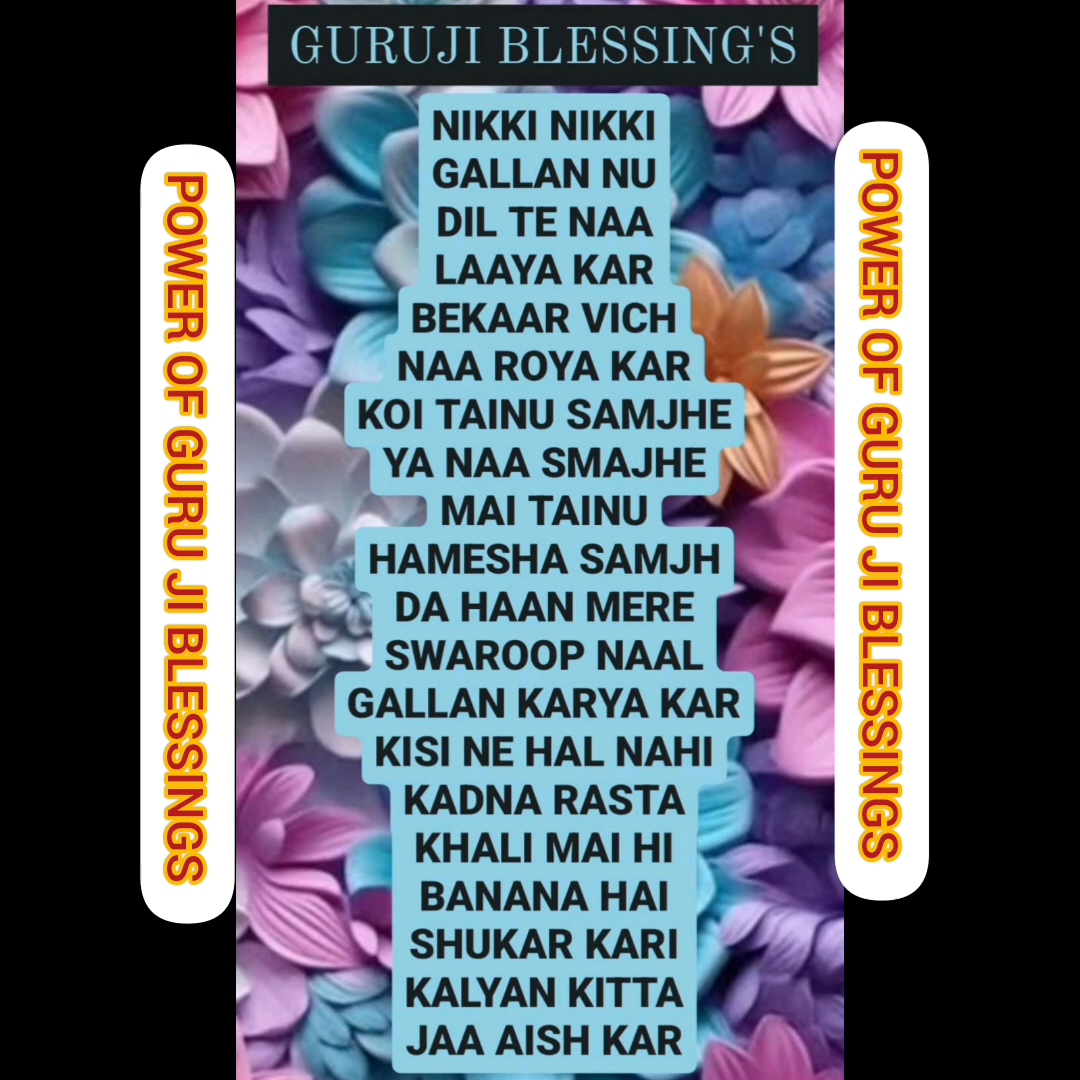 GURUJI BLESSING'S
NIKKI NIKKI
GALLAN NU
DIL TE NAA
LAAYA KAR
BEKAAR VICH
NAA ROYA KAR
KOI TAINU SAMJHE
YA NAA SMAJHE
MAI TAINU
HAMESHA SAMJH
DA HAAN MERE
SWAROOP NAAL
GALLAN KARYA KAR
KISI NE HAL NAHI
KADNA RASTA
KHALI MAI HI
BANANA HAI
SHUKAR KARI
KALYAN KITTA
JAA AISH KAR
POWER OF GURU JI BLESSINGS
POWER OF GURU JI BLESSINGS